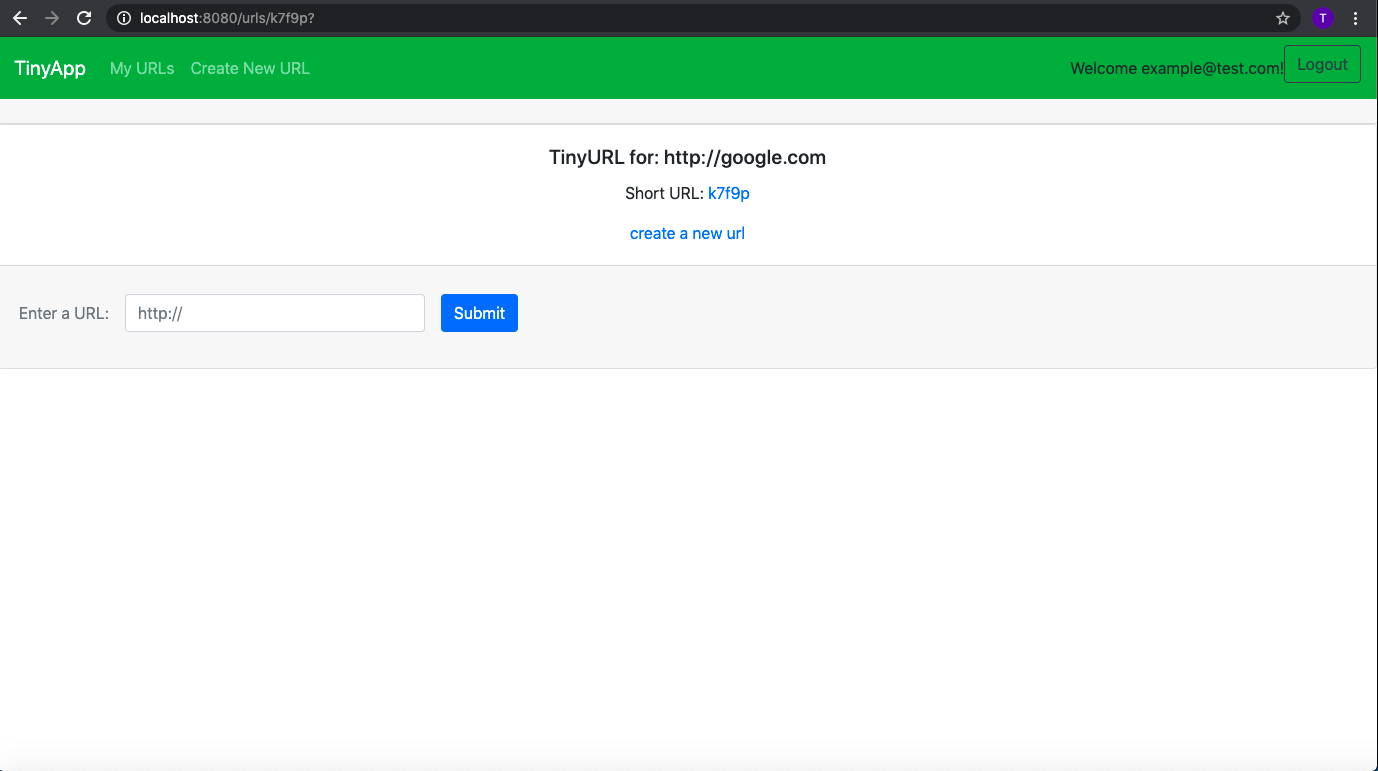 localhost:8080/urls/k7f9p?
T
TinyApp My URLs Create New URL Welcome example@test.com! Logout
TinyURL for: http://google.com
Short URL: k7f9p
create a new url
Enter a URL: http:// Submit